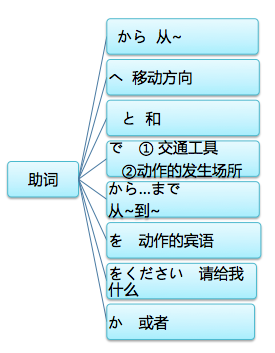 助词
から 从~
へ 移动方向
と 和
で ① 交通工具
②动作的发生场所
から…まで
从~到~
を 动作的宾语
をください 请给我
什么
か 或者